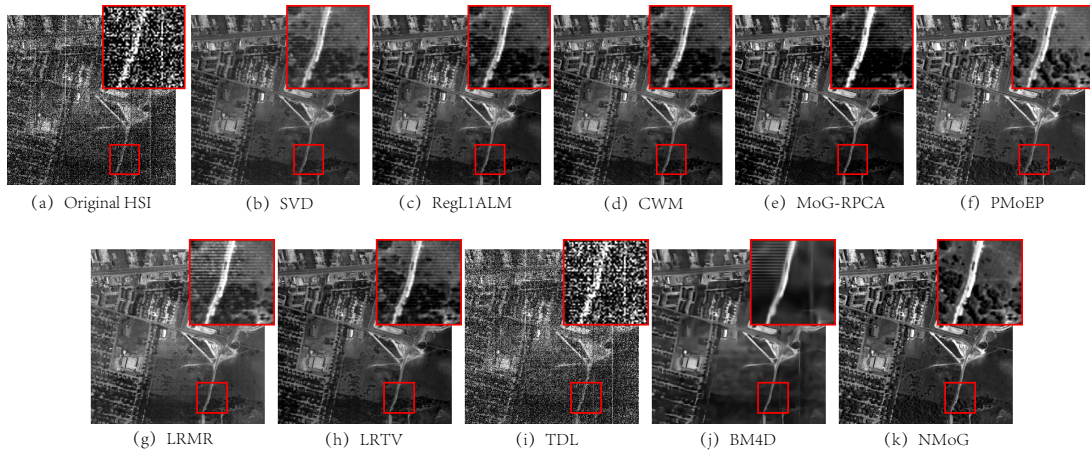 (a) Original HSI
(b) SVD
(c) RegL1ALM
(d) CWM
(e) MoG-RPCA
(f) PMoEP
(g) LRMR
(h) LRTV
(i) TDL
(j) BM4D
(k) NMoG